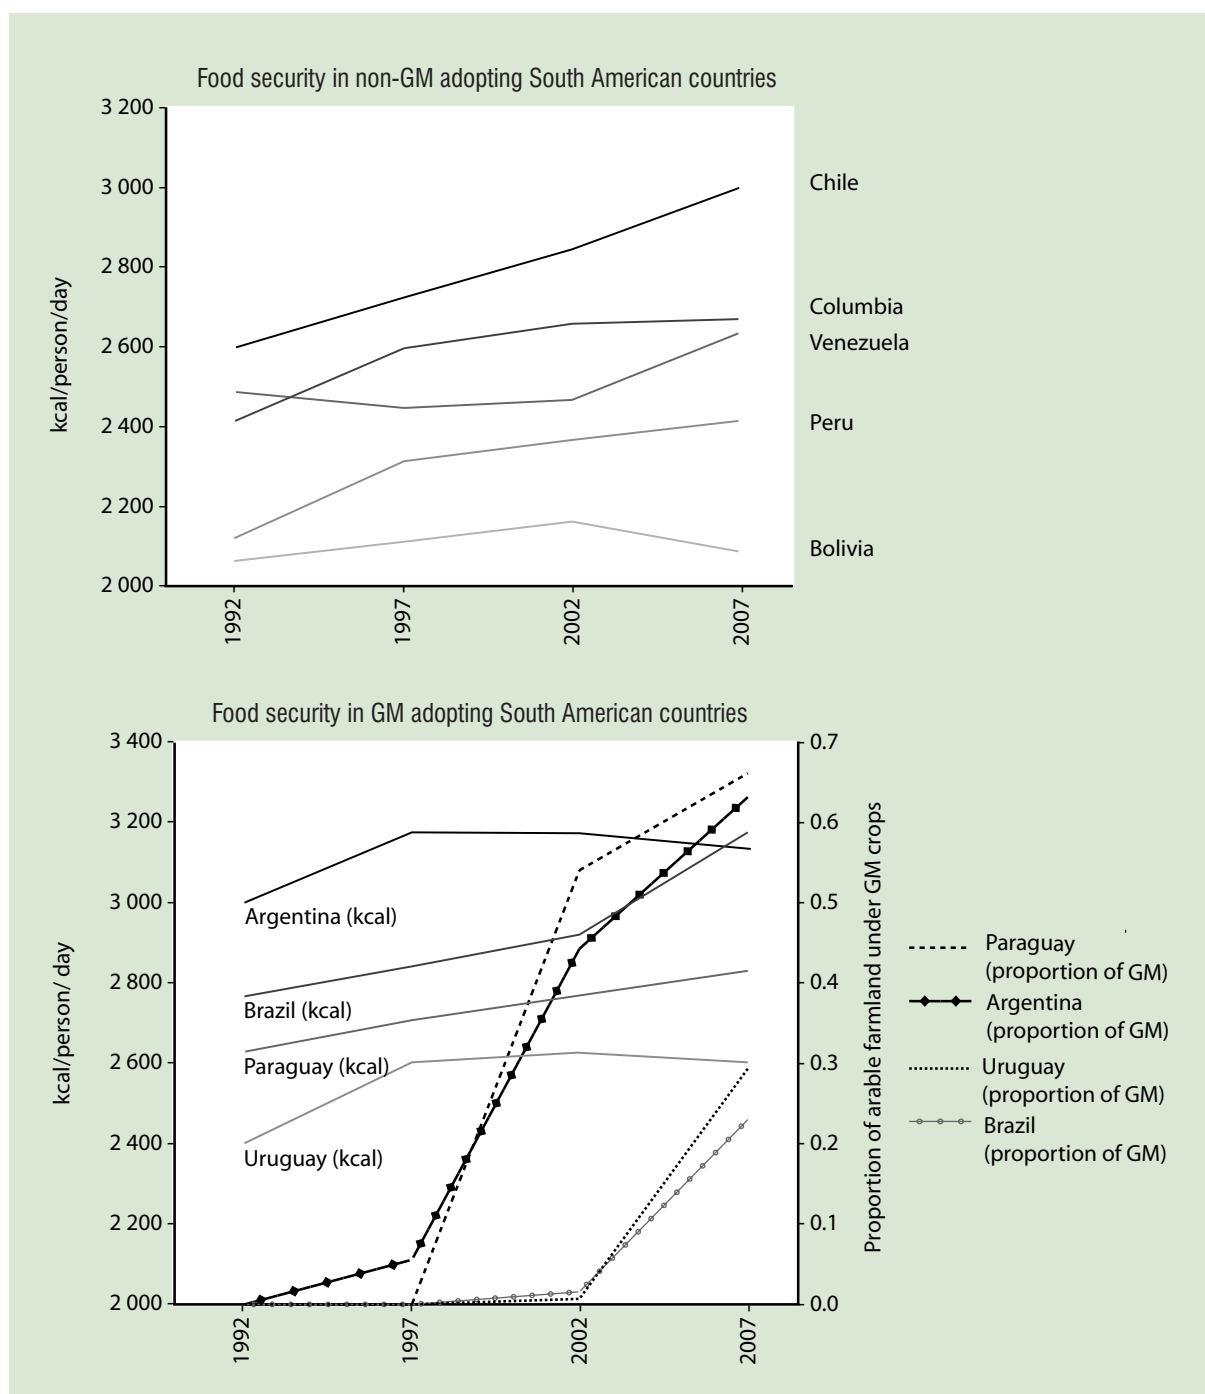 Food security in non-GM adopting South American countries
3 200
3 000
2 800
2 600
2 400
2 200
2 000
kcal/person/day
Chile
Columbia
Venezuela
Peru
Bolivia
1992
1997
2002
2007
Food security in GM adopting South American countries
3 400
3 200
3 000
2 800
2 600
2 400
2 200
2 000
kcal/person/ day
Argentina (kcal)
Brazil (kcal)
Paraguay (kcal)
Uruguay (kcal)
0.7
0.6
0.5
0.4
0.3
0.2
0.1
0.0
Proportion of arable farmland under GM crops
1992
1997
2002
2007
Paraguay
(proportion of GM)
Argentina
(proportion of GM)
Uruguay
(proportion of GM)
Brazil
(proportion of GM)